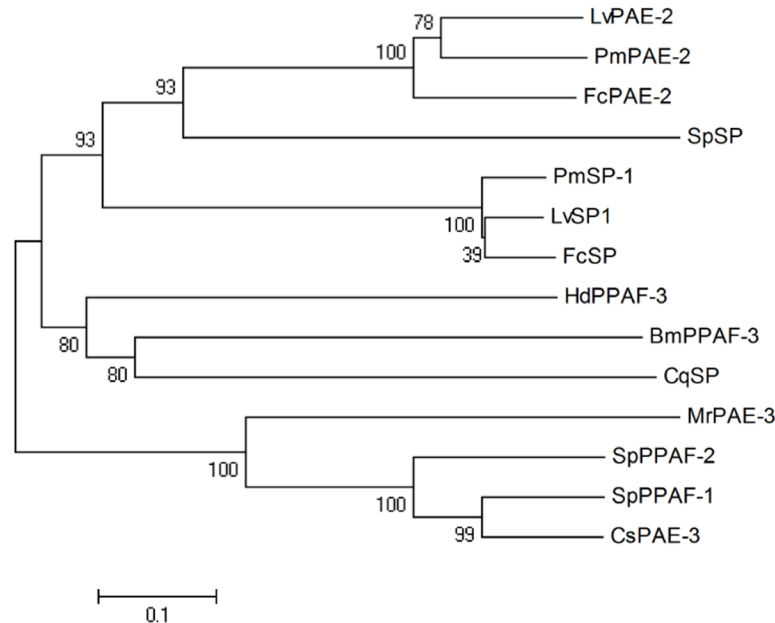 78
LvPAE-2
100
PmPAE-2
93
FcPAE-2
93
SpSP
PmSP-1
100
LvSP1
39
FcSP
HdPPAF-3
80
BmPPAF-3
80
CqSP
MrPAE-3
100
SpPPAF-2
100
SpPPAF-1
99
CsPAE-3
0.1